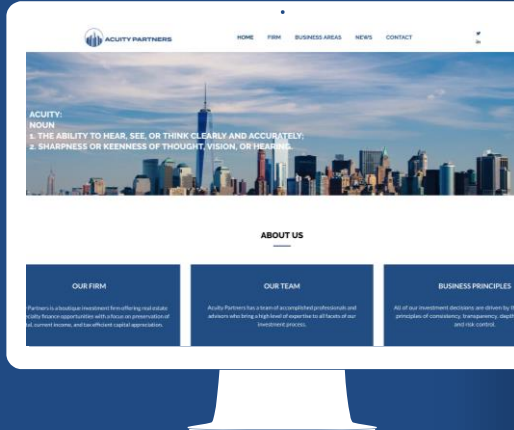 ACUITY PARTNERS
HOME FIRM BUSINESS AREAS NEWS CONTACT
ACUITY:
NOUN
1. THE ABILITY TO HEAR, SEE, OR THINK CLEARLY AND ACCURATELY;
2. SHARPNESS OR KEENNESS OF THOUGHT, VISION, OR HEARING.
ABOUT US
OUR FIRM
Partners is a boutique investment firm offering real estate
finance opportunities with a focus on preservation of
current income, and tax efficient capital appreciation.
OUR TEAM
Acuity Partners has a team of accomplished professionals and
advisors who bring a high level of expertise to all facets of our
investment process.
BUSINESS PRINCIPLES
All of our investment decisions are driven by
principles of consistency, transparency, depth
and risk control.